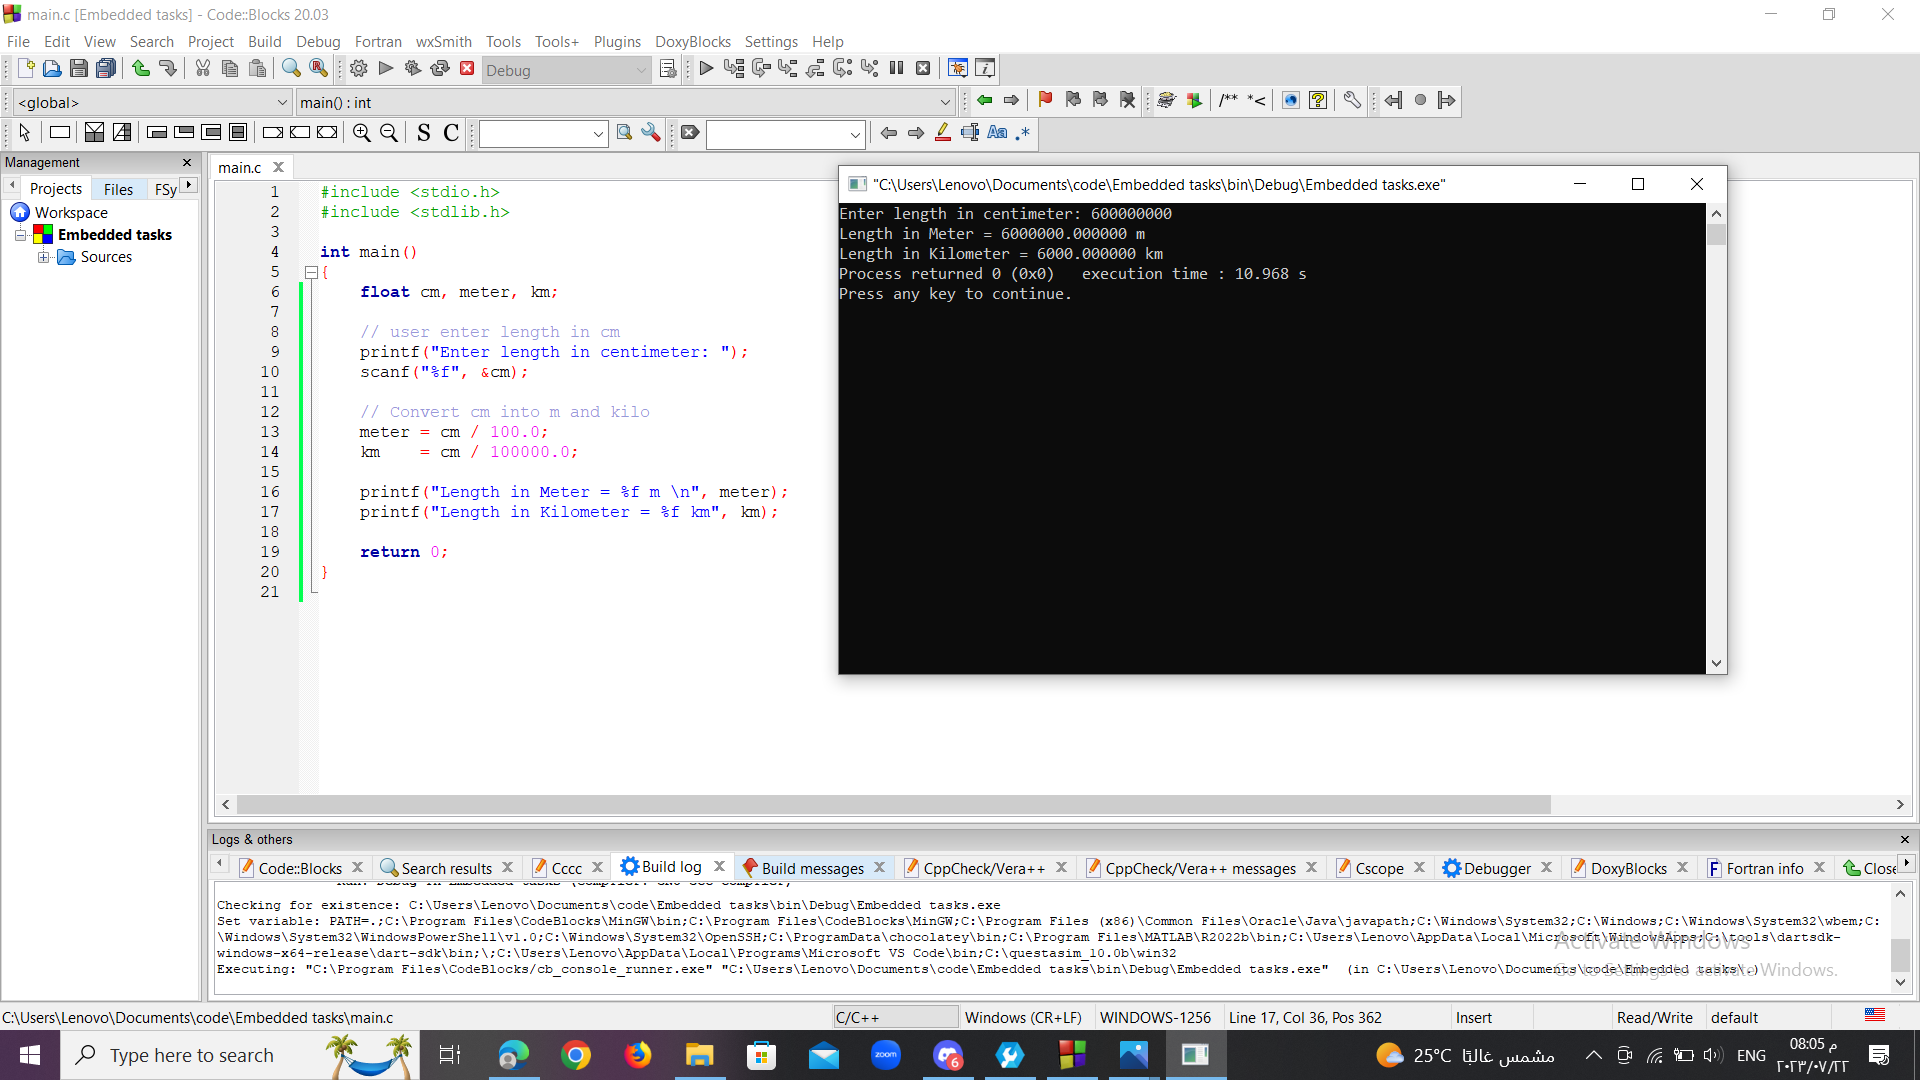 main.c [Embedded tasks] - Code::Blocks 20.03
File Edit View Search Project Build Debug Fortran wxSmith Tools Tools+ Plugins DoxyBlocks Settings Help
Debug
<global> main() : int /** *<
S C Aa .*
Management
Projects Files FSy
Workspace
Embedded tasks
Sources
main.c
1 #include <stdio.h>
2 #include <stdlib.h>
3
4 int main()
5 {
6 float cm, meter, km;
7
8 // user enter length in cm
9 printf("Enter length in centimeter: ");
10 scanf("%f", &cm);
11
12 // Convert cm into m and kilo
13 meter = cm / 100.0;
14 km = cm / 100000.0;
15
16 printf("Length in Meter = %f m \n", meter);
17 printf("Length in Kilometer = %f km", km);
18
19 return 0;
20 }
21
"C:\Users\Lenovo\Documents\code\Embedded tasks\bin\Debug\Embedded tasks.exe"
Enter length in centimeter: 600000000
Length in Meter = 6000000.000000 m
Length in Kilometer = 6000.000000 km
Process returned 0 (0x0) execution time : 10.968 s
Press any key to continue.
Logs & others
Code::Blocks Search results Cccc Build log Build messages CppCheck/Vera++ CppCheck/Vera++ messages Cscope Debugger DoxyBlocks Fortran info Close
Checking for existence: C:\Users\Lenovo\Documents\code\Embedded tasks\bin\Debug\Embedded tasks.exe
Set variable: PATH=.;C:\Program Files\CodeBlocks\MinGW\bin;C:\Program Files\CodeBlocks\MinGW;C:\Program Files (x86)\Common Files\Oracle\Java\javapath;C:\Windows\System32;C:\Windows;C:\Windows\System32\wbem;C:
\Windows\System32\WindowsPowerShell\v1.0;C:\Windows\System32\OpenSSH;C:\ProgramData\chocolatey\bin;C:\Program Files\MATLAB\R2022b\bin;C:\Users\Lenovo\AppData\Local\Microsoft\WindowsApps;C:\tools\dartsdk-
windows-x64-release\dart-sdk\bin;\;C:\Users\Lenovo\AppData\Local\Programs\Microsoft VS Code\bin;C:\questasim_10.0b\win32
Executing: "C:\Program Files\CodeBlocks/cb_console_runner.exe" "C:\Users\Lenovo\Documents\code\Embedded tasks\bin\Debug\Embedded tasks.exe" (in C:\Users\Lenovo\Documents\code\Embedded tasks\.)
Activate Windows
Go to Settings to activate Windows.
C:\Users\Lenovo\Documents\code\Embedded tasks\main.c C/C++ Windows (CR+LF) WINDOWS-1256 Line 17, Col 36, Pos 362 Insert Read/Write default
Type here to search zoom 6 25°C مشمس غالبًا ENG 08:05 م
٢٠٢٣/٠٧/٢٢